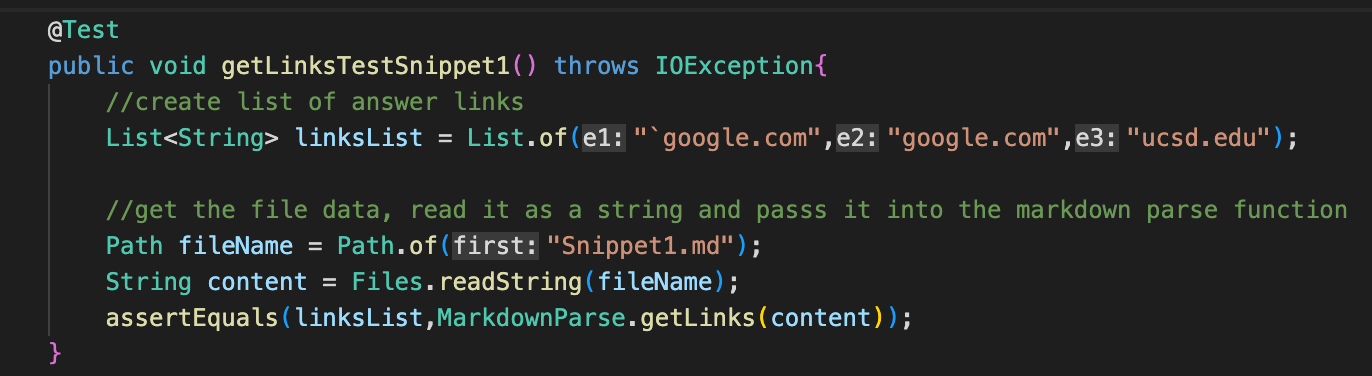 @Test
public void getLinksTestSnippet1() throws IOException{
//create list of answer links
List<String> linksList = List.of(e1: "`google.com",e2: "google.com",e3: "ucsd.edu");
//get the file data, read it as a string and passs it into the markdown parse function
Path fileName = Path.of(first: "Snippet1.md");
String content = Files.readString(fileName);
assertEquals(linksList,MarkdownParse.getLinks(content));
}